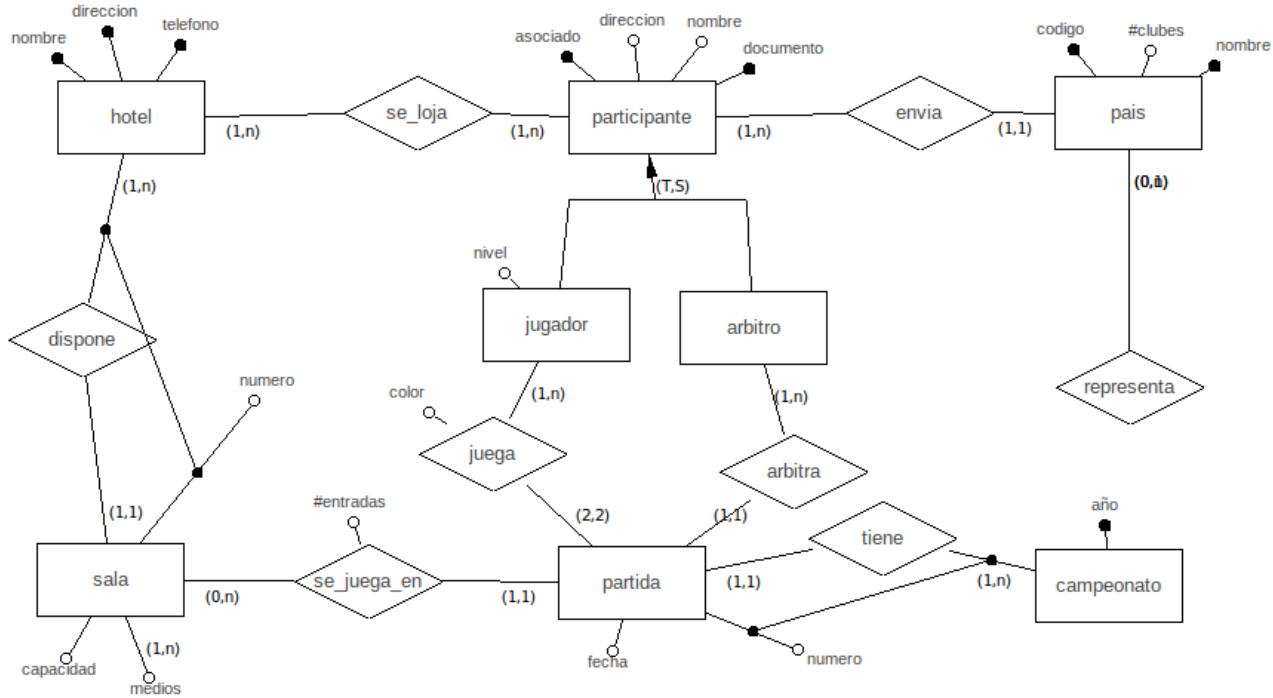 direccion
nombre
telefono
hotel
(1,n)
se_loja
(1,n)
asociado
direccion
nombre
documento
participante
(1,n)
envia
(1,1)
codigo
#clubes
nombre
pais
(1,n)
(T,S)
nivel
jugador
arbitro
dispone
numero
color
(1,n)
(1,n)
representa
juega
arbitra
#entradas
(1,1)
(2,2)
(1,1)
tiene
año
sala
(0,n)
se_juega_en
(1,1)
partida
(1,1)
(1,n)
campeonato
capacidad
(1,n)
medios
fecha
numero